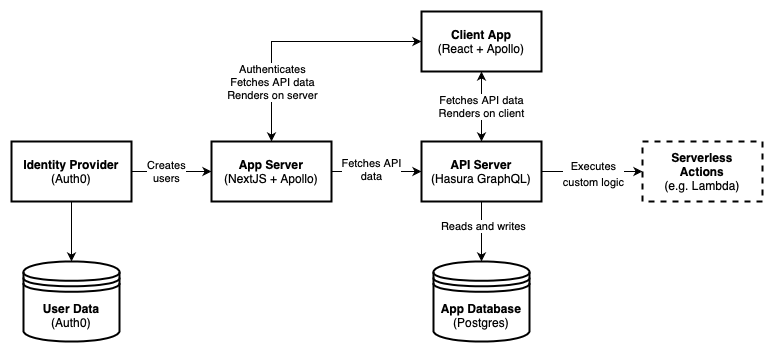 Client App
(React + Apollo)
Authenticates
Fetches API data
Renders on server
Fetches API data
Renders on client
Identity Provider
(Auth0)
Creates
users
App Server
(NextJS + Apollo)
Fetches API
data
API Server
(Hasura GraphQL)
Executes
custom logic
Serverless
Actions
(e.g. Lambda)
Reads and writes
User Data
(Auth0)
App Database
(Postgres)